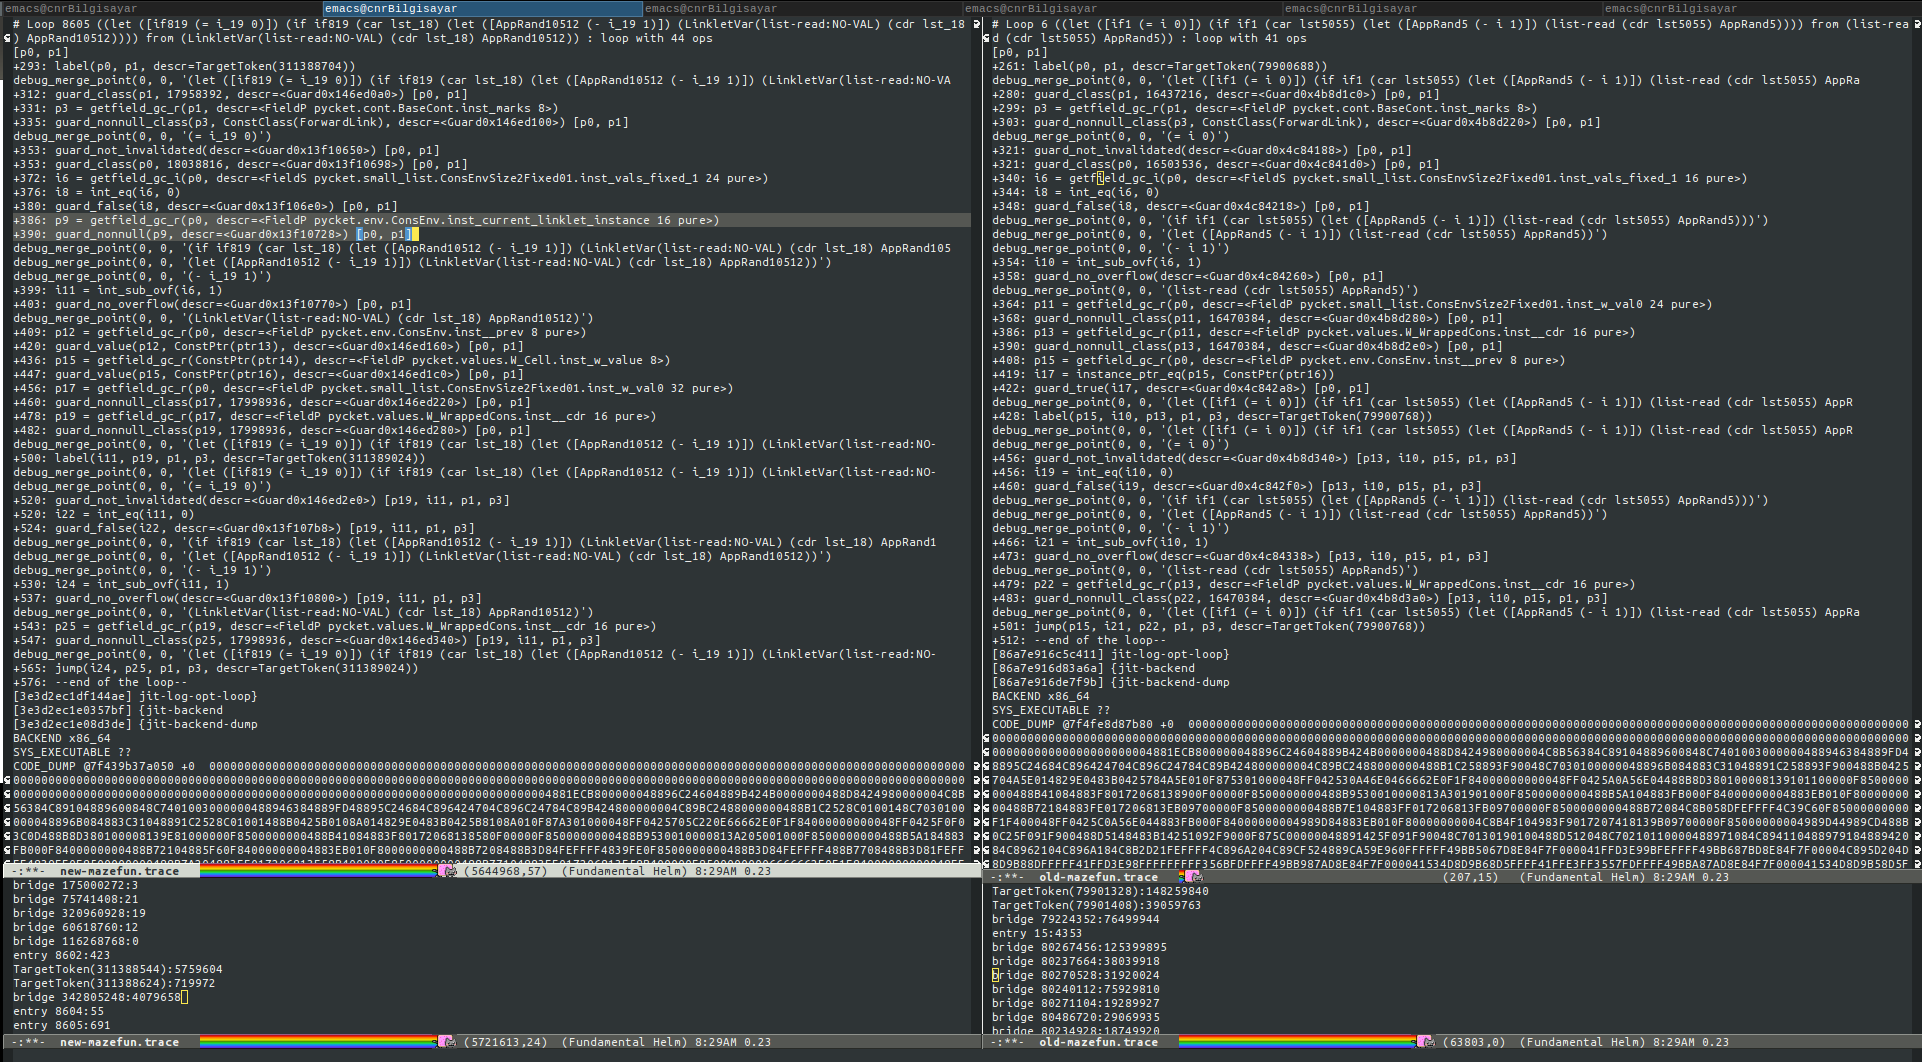 emacs@cnrBilgisayar
emacs@cnrBilgisayar
emacs@cnrBilgisayar
emacs@cnrBilgisayar
emacs@cnrBilgisayar
emacs@cnrBilgisayar
# Loop 8605 ((let ([if819 (= i_19 0)]) (if if819 (car lst_18) (let ([AppRand10512 (- i_19 1)]) (LinkletVar(list-read:NO-VAL) (cdr lst_18
) AppRand10512)))) from (LinkletVar(list-read:NO-VAL) (cdr lst_18) AppRand10512)) : loop with 44 ops
[p0, p1]
+293: label(p0, p1, descr=TargetToken(311388704))
debug_merge_point(0, 0, '(let ([if819 (= i_19 0)]) (if if819 (car lst_18) (let ([AppRand10512 (- i_19 1)]) (LinkletVar(list-read:NO-VA
+312: guard_class(p1, 17958392, descr=<Guard0x146ed0a0>) [p0, p1]
+331: p3 = getfield_gc_r(p1, descr=<FieldP pycket.cont.BaseCont.inst_marks 8>)
+335: guard_nonnull_class(p3, ConstClass(ForwardLink), descr=<Guard0x146ed100>) [p0, p1]
debug_merge_point(0, 0, '(= i_19 0)')
+353: guard_not_invalidated(descr=<Guard0x13f10650>) [p0, p1]
+353: guard_class(p0, 18038816, descr=<Guard0x13f10698>) [p0, p1]
+372: i6 = getfield_gc_i(p0, descr=<FieldS pycket.small_list.ConsEnvSize2Fixed01.inst_vals_fixed_1 24 pure>)
+376: i8 = int_eq(i6, 0)
+380: guard_false(i8, descr=<Guard0x13f106e0>) [p0, p1]
+386: p9 = getfield_gc_r(p0, descr=<FieldP pycket.env.ConsEnv.inst_current_linklet_instance 16 pure>)
+390: guard_nonnull(p9, descr=<Guard0x13f10728>) [p0, p1]
debug_merge_point(0, 0, '(if if819 (car lst_18) (let ([AppRand10512 (- i_19 1)]) (LinkletVar(list-read:NO-VAL) (cdr lst_18) AppRand105
debug_merge_point(0, 0, '(let ([AppRand10512 (- i_19 1)]) (LinkletVar(list-read:NO-VAL) (cdr lst_18) AppRand10512))')
debug_merge_point(0, 0, '(- i_19 1)')
+399: i11 = int_sub_ovf(i6, 1)
+403: guard_no_overflow(descr=<Guard0x13f10770>) [p0, p1]
debug_merge_point(0, 0, '(LinkletVar(list-read:NO-VAL) (cdr lst_18) AppRand10512)')
+409: p12 = getfield_gc_r(p0, descr=<FieldP pycket.env.ConsEnv.inst__prev 8 pure>)
+420: guard_value(p12, ConstPtr(ptr13), descr=<Guard0x146ed160>) [p0, p1]
+436: p15 = getfield_gc_r(ConstPtr(ptr14), descr=<FieldP pycket.values.W_Cell.inst_w_value 8>)
+447: guard_value(p15, ConstPtr(ptr16), descr=<Guard0x146ed1c0>) [p0, p1]
+456: p17 = getfield_gc_r(p0, descr=<FieldP pycket.small_list.ConsEnvSize2Fixed01.inst_w_val0 32 pure>)
+460: guard_nonnull_class(p17, 17998936, descr=<Guard0x146ed220>) [p0, p1]
+478: p19 = getfield_gc_r(p17, descr=<FieldP pycket.values.W_WrappedCons.inst__cdr 16 pure>)
+482: guard_nonnull_class(p19, 17998936, descr=<Guard0x146ed280>) [p0, p1]
debug_merge_point(0, 0, '(let ([if819 (= i_19 0)]) (if if819 (car lst_18) (let ([AppRand10512 (- i_19 1)]) (LinkletVar(list-read:NO-
+500: label(i11, p19, p1, p3, descr=TargetToken(311389024))
debug_merge_point(0, 0, '(let ([if819 (= i_19 0)]) (if if819 (car lst_18) (let ([AppRand10512 (- i_19 1)]) (LinkletVar(list-read:NO-
debug_merge_point(0, 0, '(= i_19 0)')
+520: guard_not_invalidated(descr=<Guard0x146ed2e0>) [p19, i11, p1, p3]
+520: i22 = int_eq(i11, 0)
+524: guard_false(i22, descr=<Guard0x13f107b8>) [p19, i11, p1, p3]
debug_merge_point(0, 0, '(if if819 (car lst_18) (let ([AppRand10512 (- i_19 1)]) (LinkletVar(list-read:NO-VAL) (cdr lst_18) AppRand1
debug_merge_point(0, 0, '(let ([AppRand10512 (- i_19 1)]) (LinkletVar(list-read:NO-VAL) (cdr lst_18) AppRand10512))')
debug_merge_point(0, 0, '(- i_19 1)')
+530: i24 = int_sub_ovf(i11, 1)
+537: guard_no_overflow(descr=<Guard0x13f10800>) [p19, i11, p1, p3]
debug_merge_point(0, 0, '(LinkletVar(list-read:NO-VAL) (cdr lst_18) AppRand10512)')
+543: p25 = getfield_gc_r(p19, descr=<FieldP pycket.values.W_WrappedCons.inst__cdr 16 pure>)
+547: guard_nonnull_class(p25, 17998936, descr=<Guard0x146ed340>) [p19, i11, p1, p3]
debug_merge_point(0, 0, '(let ([if819 (= i_19 0)]) (if if819 (car lst_18) (let ([AppRand10512 (- i_19 1)]) (LinkletVar(list-read:NO-
+565: jump(i24, p25, p1, p3, descr=TargetToken(311389024))
+576: --end of the loop--
[3e3d2ec1df144ae] jit-log-opt-loop}
[3e3d2ec1e0357bf] {jit-backend
[3e3d2ec1e08d3de] {jit-backend-dump
BACKEND x86_64
SYS_EXECUTABLE ??
CODE_DUMP @7f439b37a050 +0
-:**- new-mazefun.trace (5644968,57) (Fundamental Helm) 8:29AM 0.23
bridge 175000272:3
bridge 75741408:21
bridge 320960928:19
bridge 60618760:12
bridge 116268768:0
entry 8602:423
TargetToken(311388544):5759604
TargetToken(311388624):719972
bridge 342805248:4079658
entry 8604:55
entry 8605:691
-:**- new-mazefun.trace (5721613,24) (Fundamental Helm) 8:29AM 0.23
# Loop 6 ((let ([if1 (= i 0)]) (if if1 (car lst5055) (let ([AppRand5 (- i 1)]) (list-read (cdr lst5055) AppRand5)))) from (list-rea
d (cdr lst5055) AppRand5)) : loop with 41 ops
[p0, p1]
+261: label(p0, p1, descr=TargetToken(79900688))
debug_merge_point(0, 0, '(let ([if1 (= i 0)]) (if if1 (car lst5055) (let ([AppRand5 (- i 1)]) (list-read (cdr lst5055) AppRa
+280: guard_class(p1, 16437216, descr=<Guard0x4b8d1c0>) [p0, p1]
+299: p3 = getfield_gc_r(p1, descr=<FieldP pycket.cont.BaseCont.inst_marks 8>)
+303: guard_nonnull_class(p3, ConstClass(ForwardLink), descr=<Guard0x4b8d220>) [p0, p1]
debug_merge_point(0, 0, '(= i 0)')
+321: guard_not_invalidated(descr=<Guard0x4c84188>) [p0, p1]
+321: guard_class(p0, 16503536, descr=<Guard0x4c841d0>) [p0, p1]
+340: i6 = getfield_gc_i(p0, descr=<FieldS pycket.small_list.ConsEnvSize2Fixed01.inst_vals_fixed_1 16 pure>)
+344: i8 = int_eq(i6, 0)
+348: guard_false(i8, descr=<Guard0x4c84218>) [p0, p1]
debug_merge_point(0, 0, '(if if1 (car lst5055) (let ([AppRand5 (- i 1)]) (list-read (cdr lst5055) AppRand5)))')
debug_merge_point(0, 0, '(let ([AppRand5 (- i 1)]) (list-read (cdr lst5055) AppRand5))')
debug_merge_point(0, 0, '(- i 1)')
+354: i10 = int_sub_ovf(i6, 1)
+358: guard_no_overflow(descr=<Guard0x4c84260>) [p0, p1]
debug_merge_point(0, 0, '(list-read (cdr lst5055) AppRand5)')
+364: p11 = getfield_gc_r(p0, descr=<FieldP pycket.small_list.ConsEnvSize2Fixed01.inst_w_val0 24 pure>)
+368: guard_nonnull_class(p11, 16470384, descr=<Guard0x4b8d280>) [p0, p1]
+386: p13 = getfield_gc_r(p11, descr=<FieldP pycket.values.W_WrappedCons.inst__cdr 16 pure>)
+390: guard_nonnull_class(p13, 16470384, descr=<Guard0x4b8d2e0>) [p0, p1]
+408: p15 = getfield_gc_r(p0, descr=<FieldP pycket.env.ConsEnv.inst__prev 8 pure>)
+419: i17 = instance_ptr_eq(p15, ConstPtr(ptr16))
+422: guard_true(i17, descr=<Guard0x4c842a8>) [p0, p1]
debug_merge_point(0, 0, '(let ([if1 (= i 0)]) (if if1 (car lst5055) (let ([AppRand5 (- i 1)]) (list-read (cdr lst5055) AppR
+428: label(p15, i10, p13, p1, p3, descr=TargetToken(79900768))
debug_merge_point(0, 0, '(let ([if1 (= i 0)]) (if if1 (car lst5055) (let ([AppRand5 (- i 1)]) (list-read (cdr lst5055) AppR
debug_merge_point(0, 0, '(= i 0)')
+456: guard_not_invalidated(descr=<Guard0x4b8d340>) [p13, i10, p15, p1, p3]
+456: i19 = int_eq(i10, 0)
+460: guard_false(i19, descr=<Guard0x4c842f0>) [p13, i10, p15, p1, p3]
debug_merge_point(0, 0, '(if if1 (car lst5055) (let ([AppRand5 (- i 1)]) (list-read (cdr lst5055) AppRand5)))')
debug_merge_point(0, 0, '(let ([AppRand5 (- i 1)]) (list-read (cdr lst5055) AppRand5))')
debug_merge_point(0, 0, '(- i 1)')
+466: i21 = int_sub_ovf(i10, 1)
+473: guard_no_overflow(descr=<Guard0x4c84338>) [p13, i10, p15, p1, p3]
debug_merge_point(0, 0, '(list-read (cdr lst5055) AppRand5)')
+479: p22 = getfield_gc_r(p13, descr=<FieldP pycket.values.W_WrappedCons.inst__cdr 16 pure>)
+483: guard_nonnull_class(p22, 16470384, descr=<Guard0x4b8d3a0>) [p13, i10, p15, p1, p3]
debug_merge_point(0, 0, '(let ([if1 (= i 0)]) (if if1 (car lst5055) (let ([AppRand5 (- i 1)]) (list-read (cdr lst5055) AppRa
+501: jump(p15, i21, p22, p1, p3, descr=TargetToken(79900768))
+512: --end of the loop--
[86a7e916c5c411] jit-log-opt-loop}
[86a7e916d83a6a] {jit-backend
[86a7e916de7f9b] {jit-backend-dump
BACKEND x86_64
SYS_EXECUTABLE ??
CODE_DUMP @7f4fe8d87b80 +0
-:**- old-mazefun.trace (207,15) (Fundamental Helm) 8:29AM 0.23
TargetToken(79901328):148259840
TargetToken(79901408):39059763
bridge 79224352:76499944
entry 15:4353
bridge 80267456:125399895
bridge 80237664:38039918
bridge 80270528:31920024
bridge 80240112:75929810
bridge 80271104:19289927
bridge 80486720:29069935
bridge 80234928:18749920
-:**- old-mazefun.trace (63803,0) (Fundamental Helm) 8:29AM 0.23